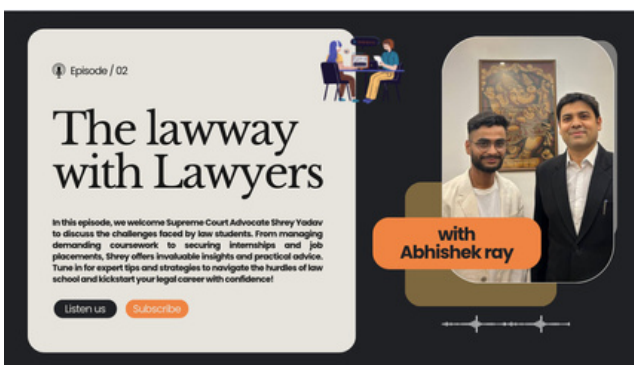 Episode / 02
The lawway
with Lawyers
In this episode, we welcome Supreme Court Advocate Shrey Yadav
to discuss the challenges faced by law students. From managing
demanding coursework to securing internships and job
placements, Shrey offers invaluable insights and practical advice.
Tune in for expert tips and strategies to navigate the hurdles of law
school and kickstart your legal career with confidence!
Listen us
Subscribe
with
Abhishek ray